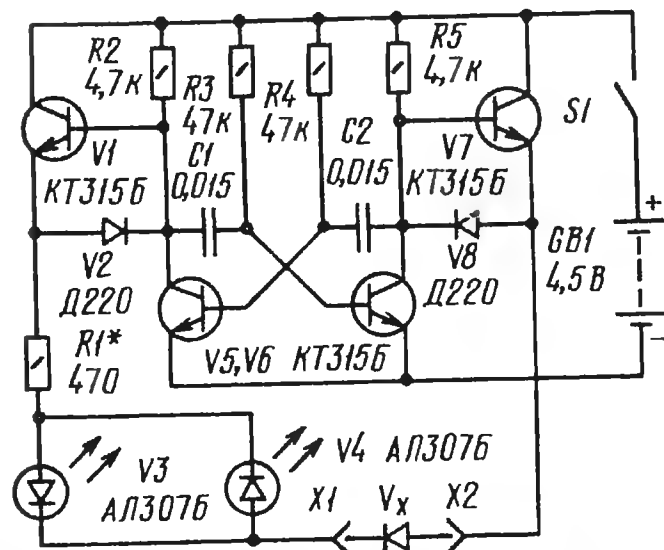 R2
4,7к
R3
47к
R4
47к
R5
4,7к
S1
V1
КТ315Б
C1
0,015
C2
0,015
V7
КТ315Б
+
GB1
4,5В
−
V2
Д220
V8
Д220
R1*
470
V5,V6 КТ315Б
V3
АЛ307Б
V4 АЛ307Б
X1
Vx
X2